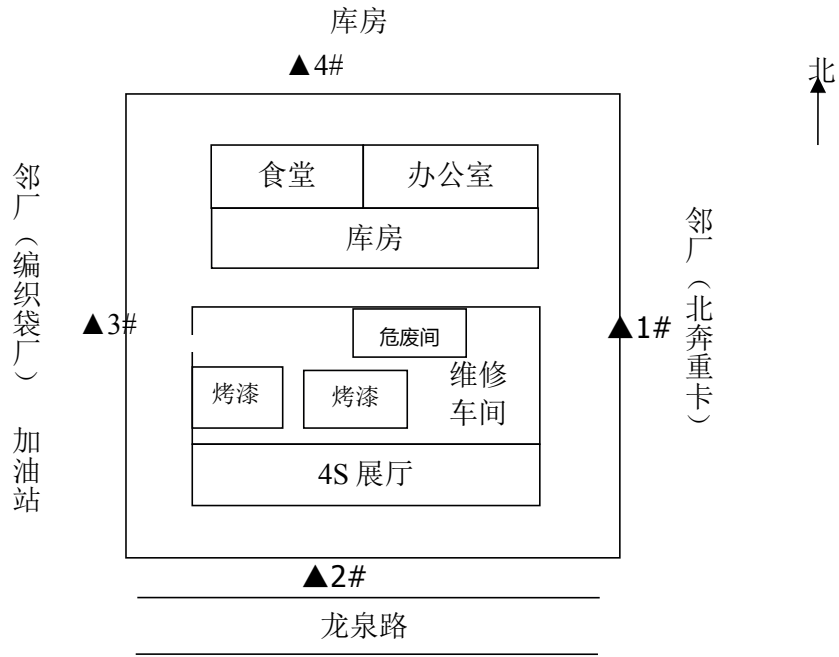 库房
▲4#
北
食堂
办公室
库房
邻厂（编织袋厂） 加油站
邻厂（北奔重卡）
▲3#
▲1#
危废间
烤漆
烤漆
维修
车间
4S 展厅
▲2#
龙泉路